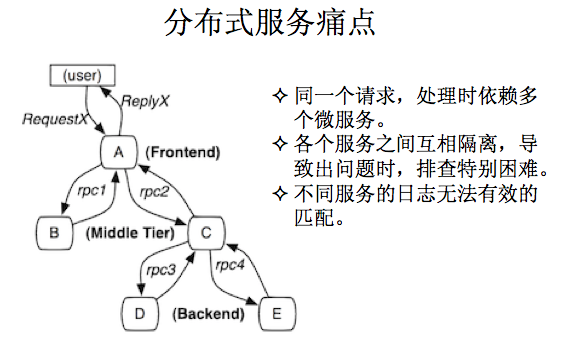 分布式服务痛点
(user)
ReplyX
RequestX
A
(Frontend)
rpc1
rpc2
B
(Middle Tier)
C
rpc3
rpc4
D
(Backend)
E
✧ 同一个请求，处理时依赖多
个微服务。
✧ 各个服务之间互相隔离，导
致出问题时，排查特别困难。
✧ 不同服务的日志无法有效的
匹配。